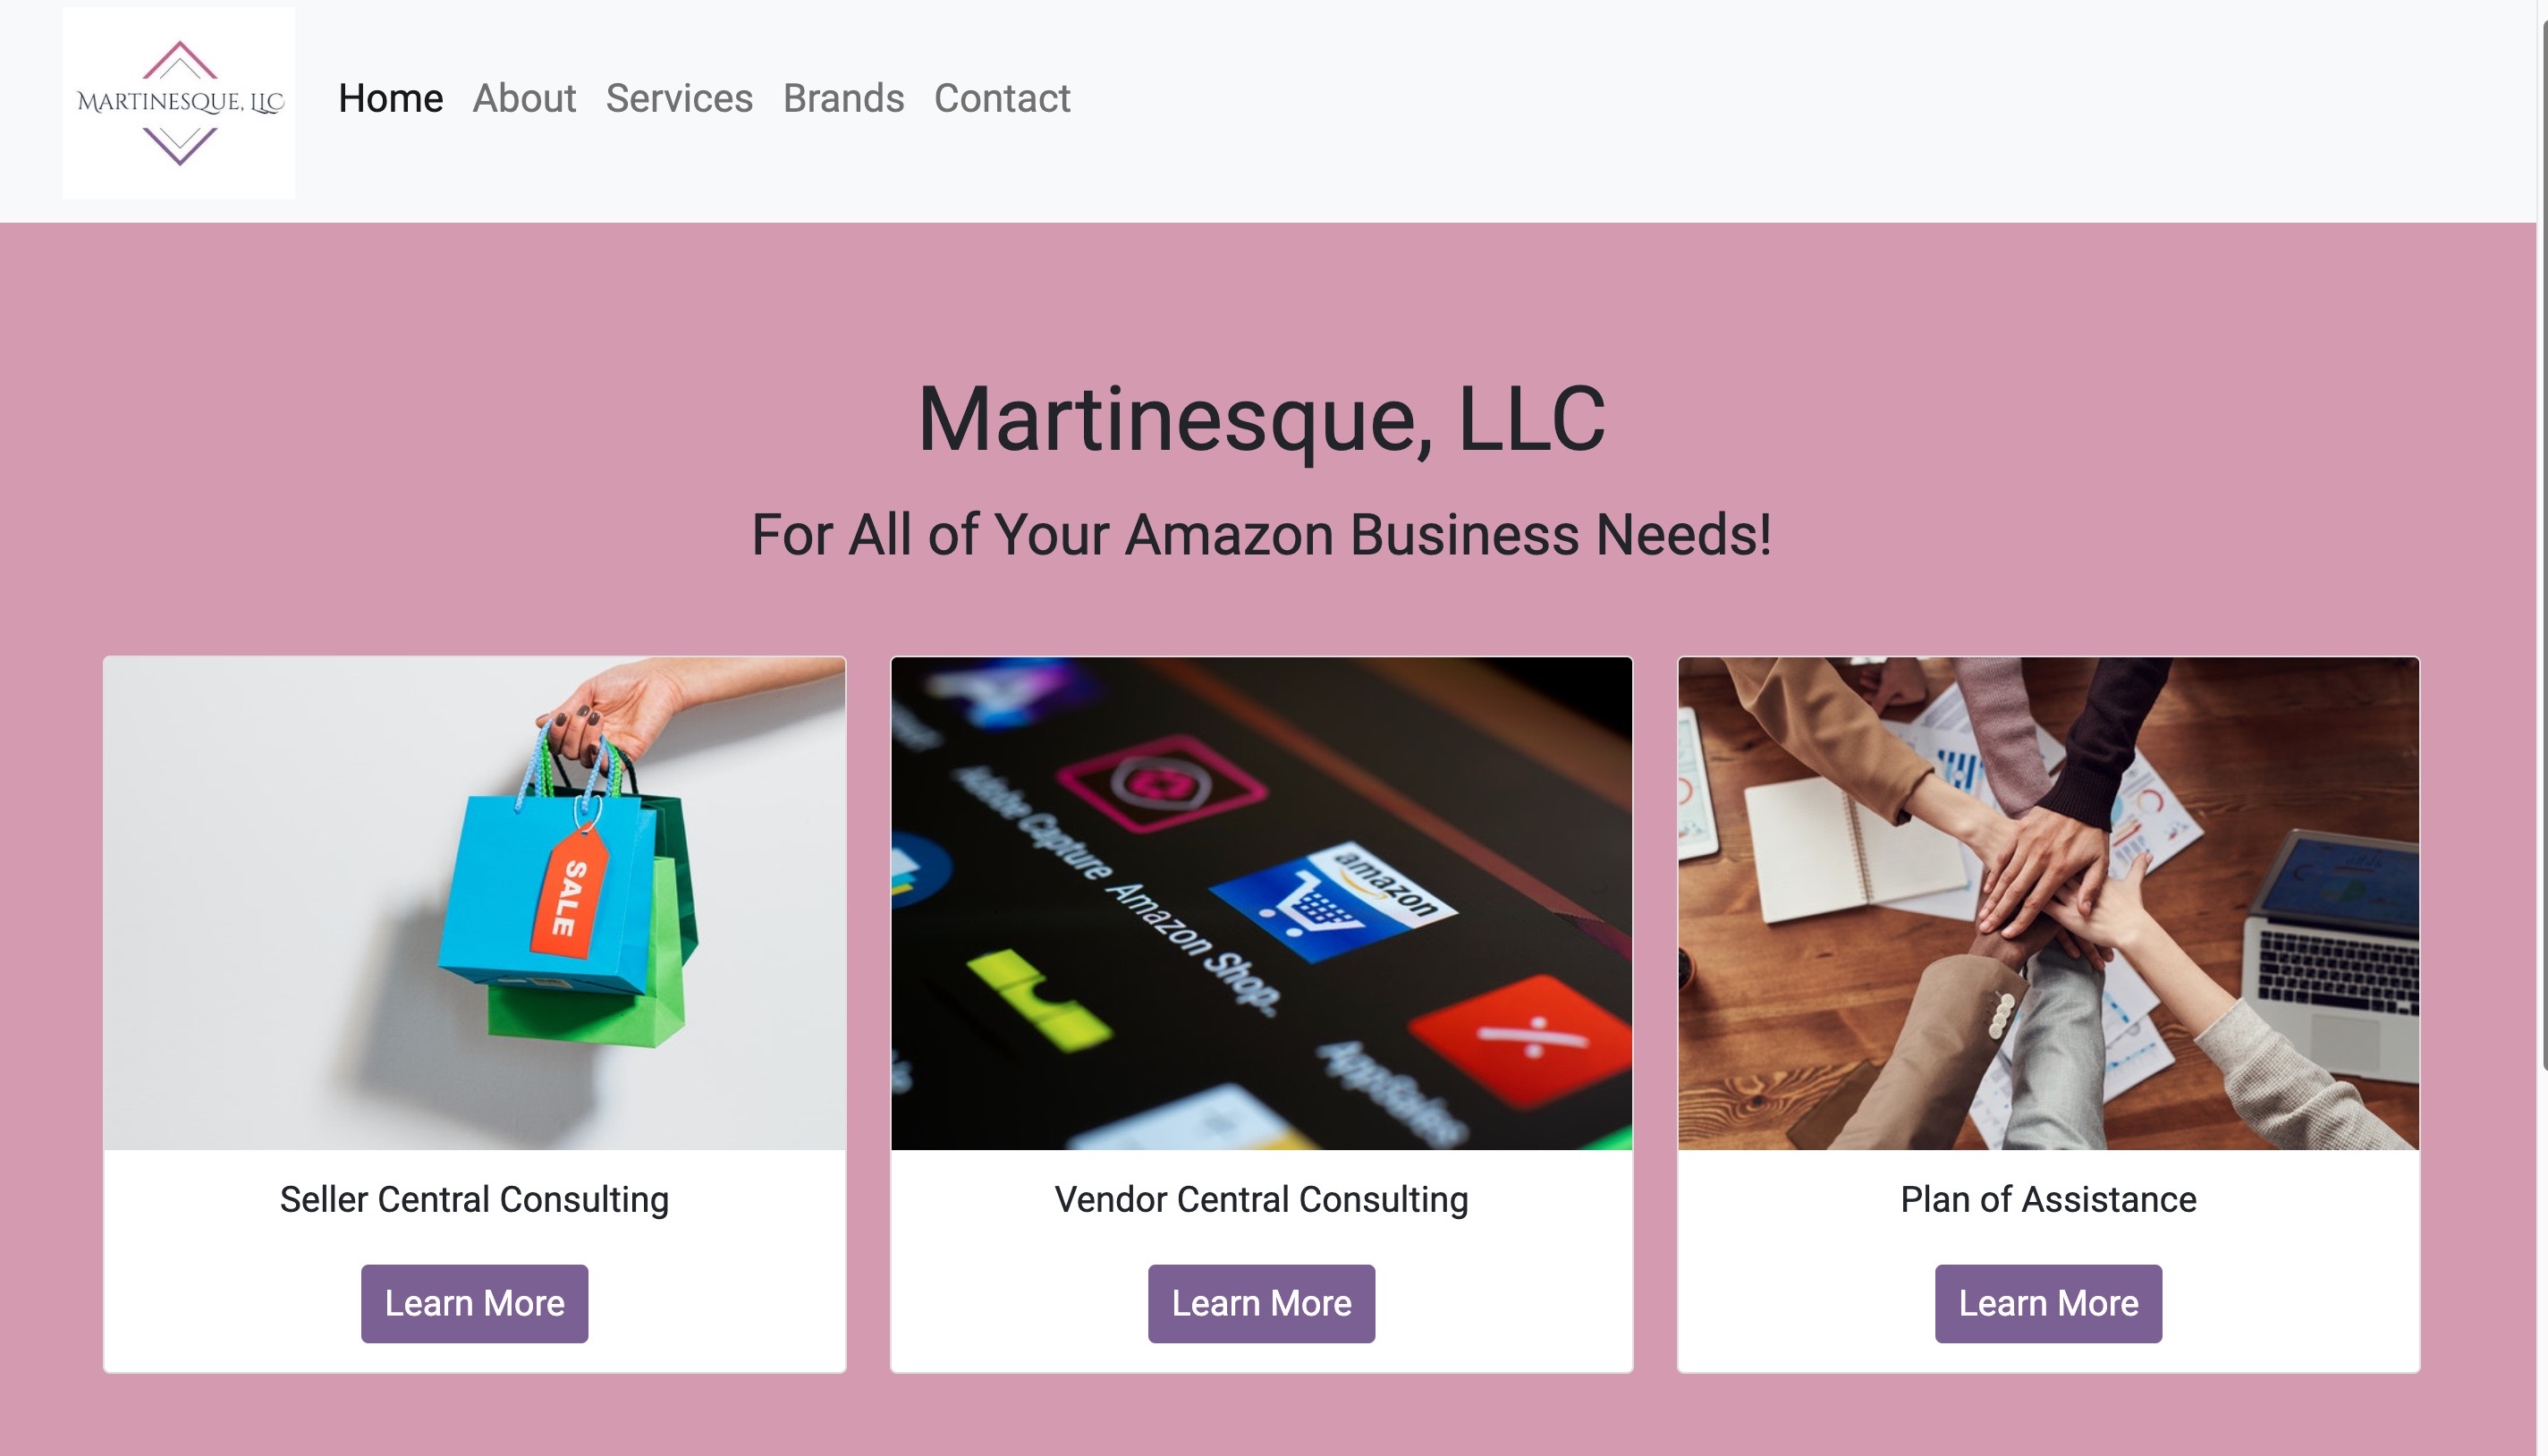 MARTINESQUE, LLC
Home About Services Brands Contact
Martinesque, LLC
For All of Your Amazon Business Needs!
SALE
Adobe Capture
Amazon Shop..
amazon
AppSales
Seller Central Consulting
Vendor Central Consulting
Plan of Assistance
Learn More
Learn More
Learn More